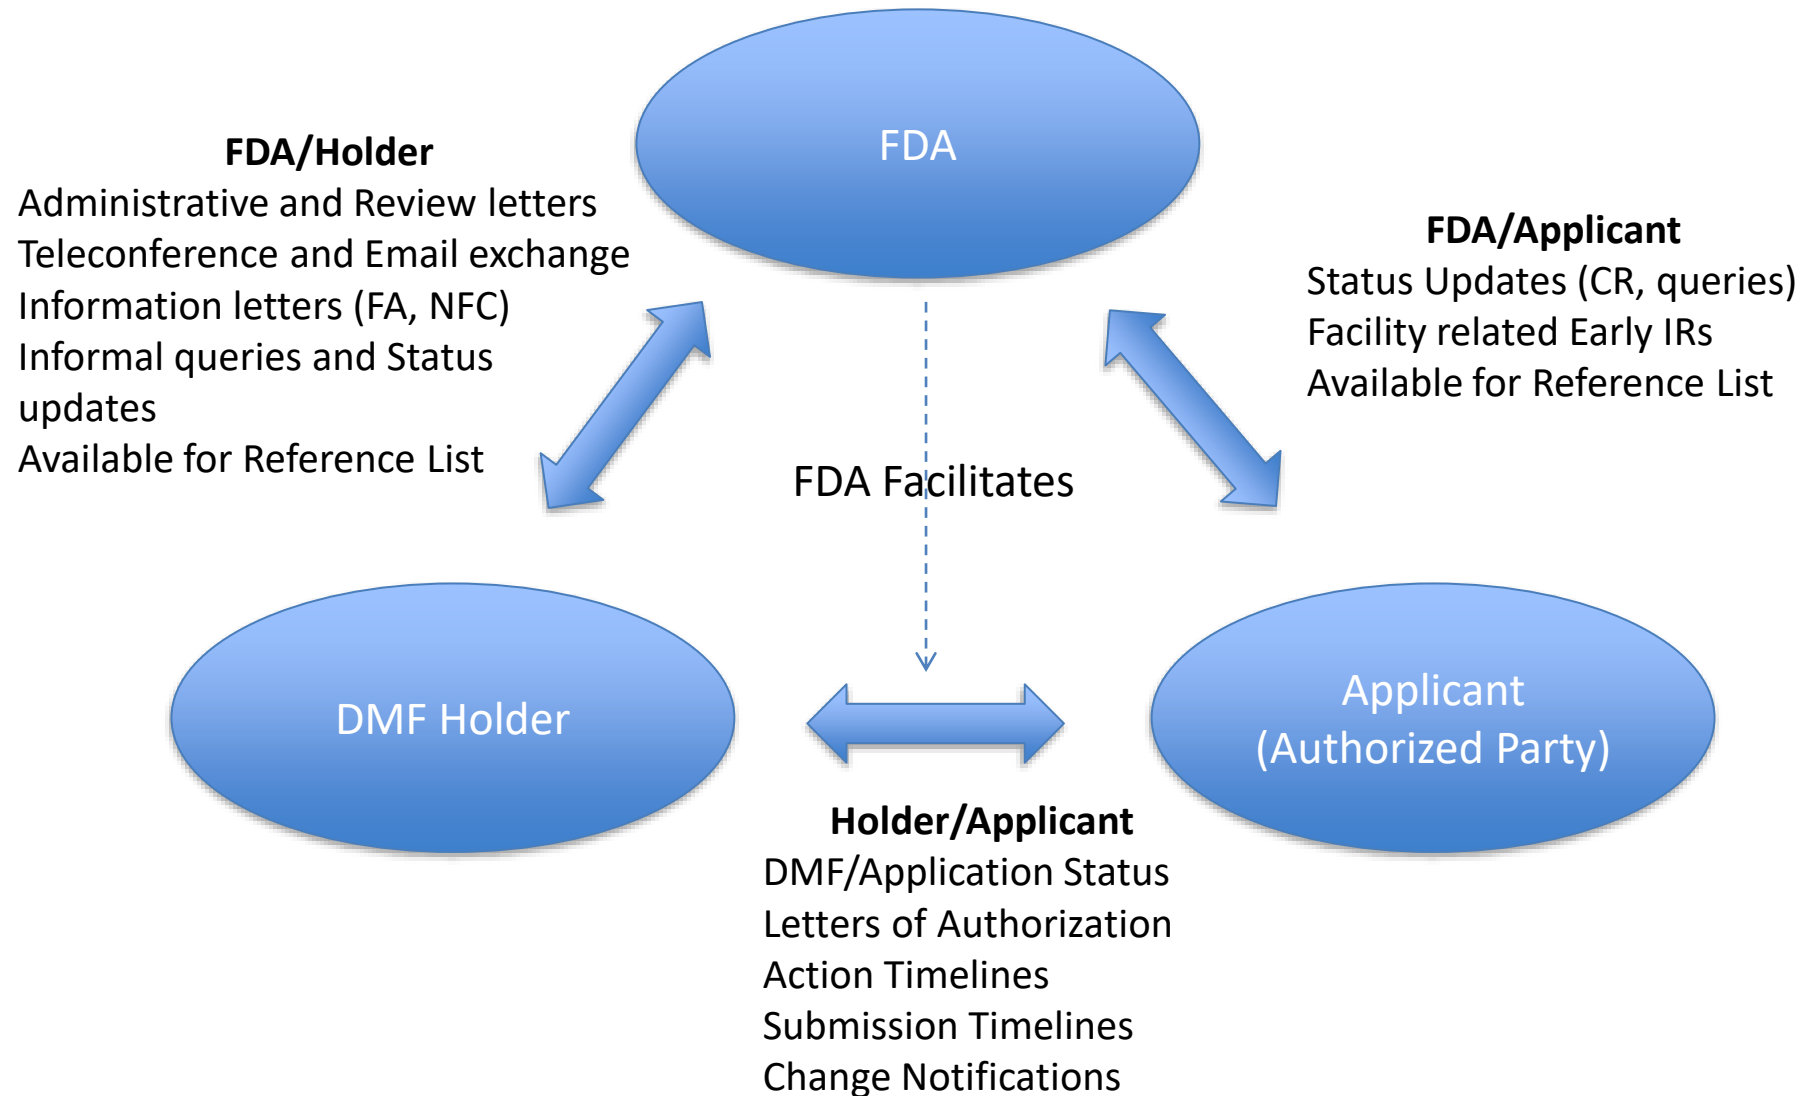 FDA
FDA/Holder
Administrative and Review letters
Teleconference and Email exchange
Information letters (FA, NFC)
Informal queries and Status
updates
Available for Reference List
FDA/Applicant
Status Updates (CR, queries)
Facility related Early IRs
Available for Reference List
FDA Facilitates
DMF Holder
Applicant
(Authorized Party)
Holder/Applicant
DMF/Application Status
Letters of Authorization
Action Timelines
Submission Timelines
Change Notifications